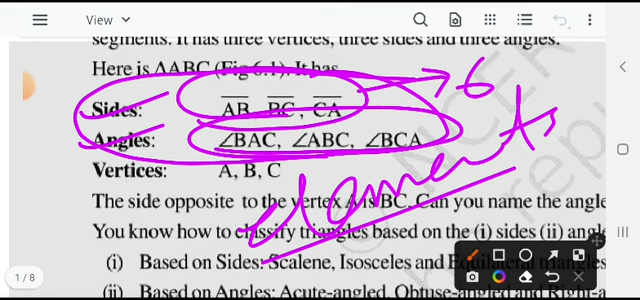 View
segments. It has three vertices, three sides and three angles.
Here is ΔABC (Fig 6.1). It has
Sides: AB, BC, CA
Angles: ∠BAC, ∠ABC, ∠BCA
6
Vertices: A, B, C
elements
The side opposite to the vertex A is BC. Can you name the angle
You know how to classify triangles based on the (i) sides (ii) angle
(i) Based on Sides: Scalene, Isosceles and Equilateral triangles
(ii) Based on Angles: Acute-angled, Obtuse-angled and Right-a
1 / 8